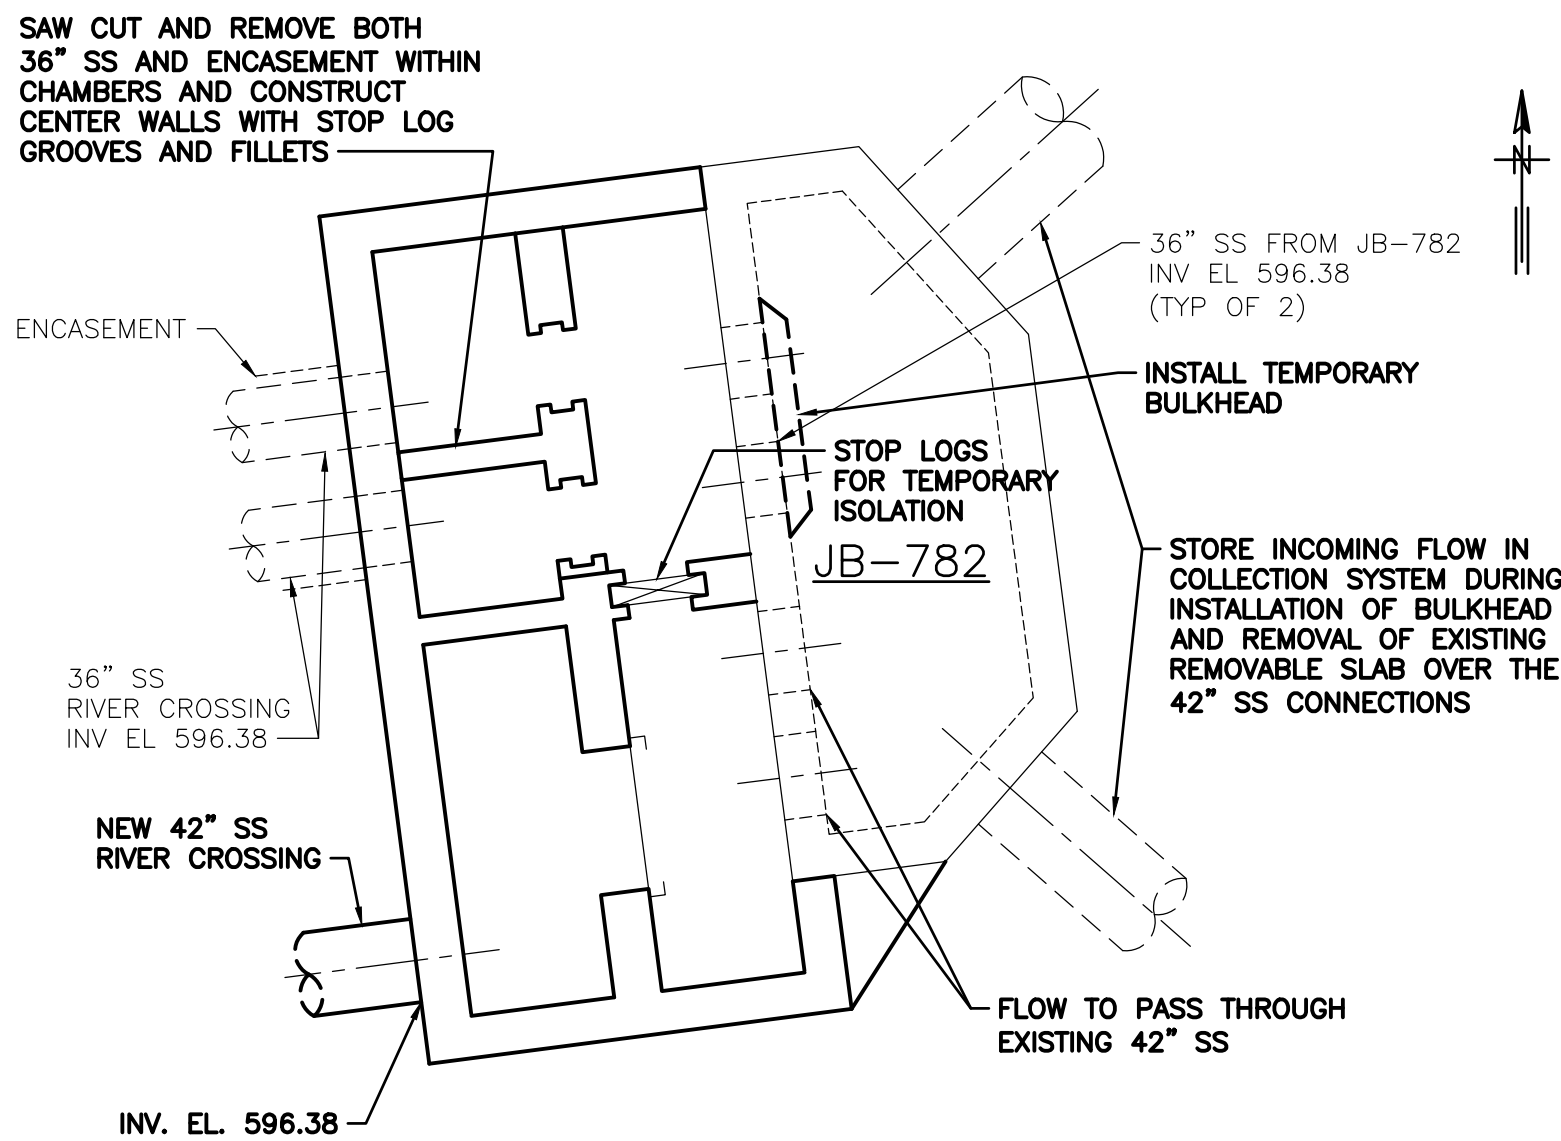 SAW CUT AND REMOVE BOTH
36" SS AND ENCASEMENT WITHIN
CHAMBERS AND CONSTRUCT
CENTER WALLS WITH STOP LOG
GROOVES AND FILLETS
N
36" SS FROM JB-782
INV EL 596.38
(TYP OF 2)
ENCASEMENT
INSTALL TEMPORARY
BULKHEAD
STOP LOGS
FOR TEMPORARY
ISOLATION
JB-782
STORE INCOMING FLOW IN
COLLECTION SYSTEM DURING
INSTALLATION OF BULKHEAD
AND REMOVAL OF EXISTING
REMOVABLE SLAB OVER THE
42" SS CONNECTIONS
36" SS
RIVER CROSSING
INV EL 596.38
NEW 42" SS
RIVER CROSSING
FLOW TO PASS THROUGH
EXISTING 42" SS
INV. EL. 596.38